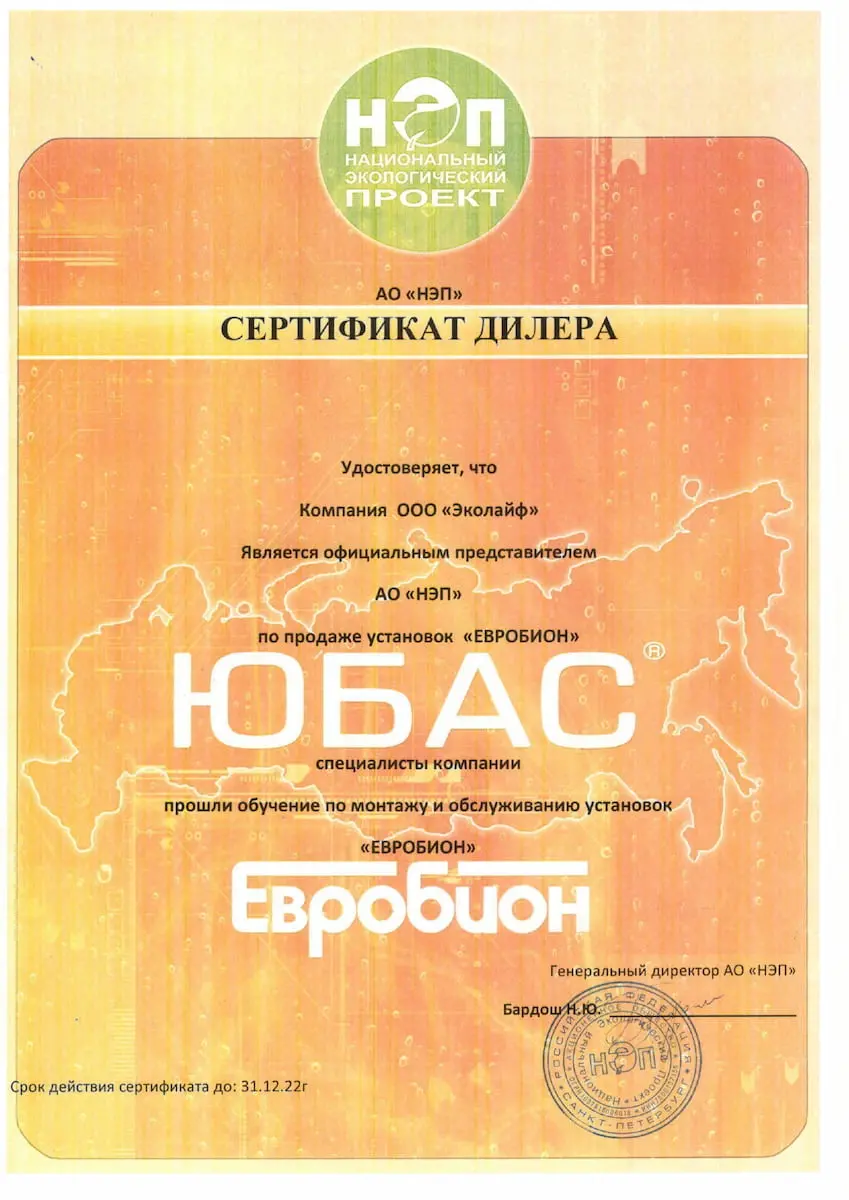 НЭП
НАЦИОНАЛЬНЫЙ
ЭКОЛОГИЧЕСКИЙ
ПРОЕКТ
АО «НЭП»
СЕРТИФИКАТ ДИЛЕРА
Удостоверяет, что
Компания ООО «Эколайф»
Является официальным представителем
АО «НЭП»
по продаже установок «ЕВРОБИОН»
ЮБАС®
специалисты компании
прошли обучение по монтажу и обслуживанию установок
«ЕВРОБИОН»
Евробион
Генеральный директор АО «НЭП»
Бардош Н.Ю.
РОССИЙСКАЯ ФЕДЕРАЦИЯ
АКЦИОНЕРНОЕ ОБЩЕСТВО
Национальный Экологический Проект
НЭП
САНКТ-ПЕТЕРБУРГ
Срок действия сертификата до: 31.12.22г